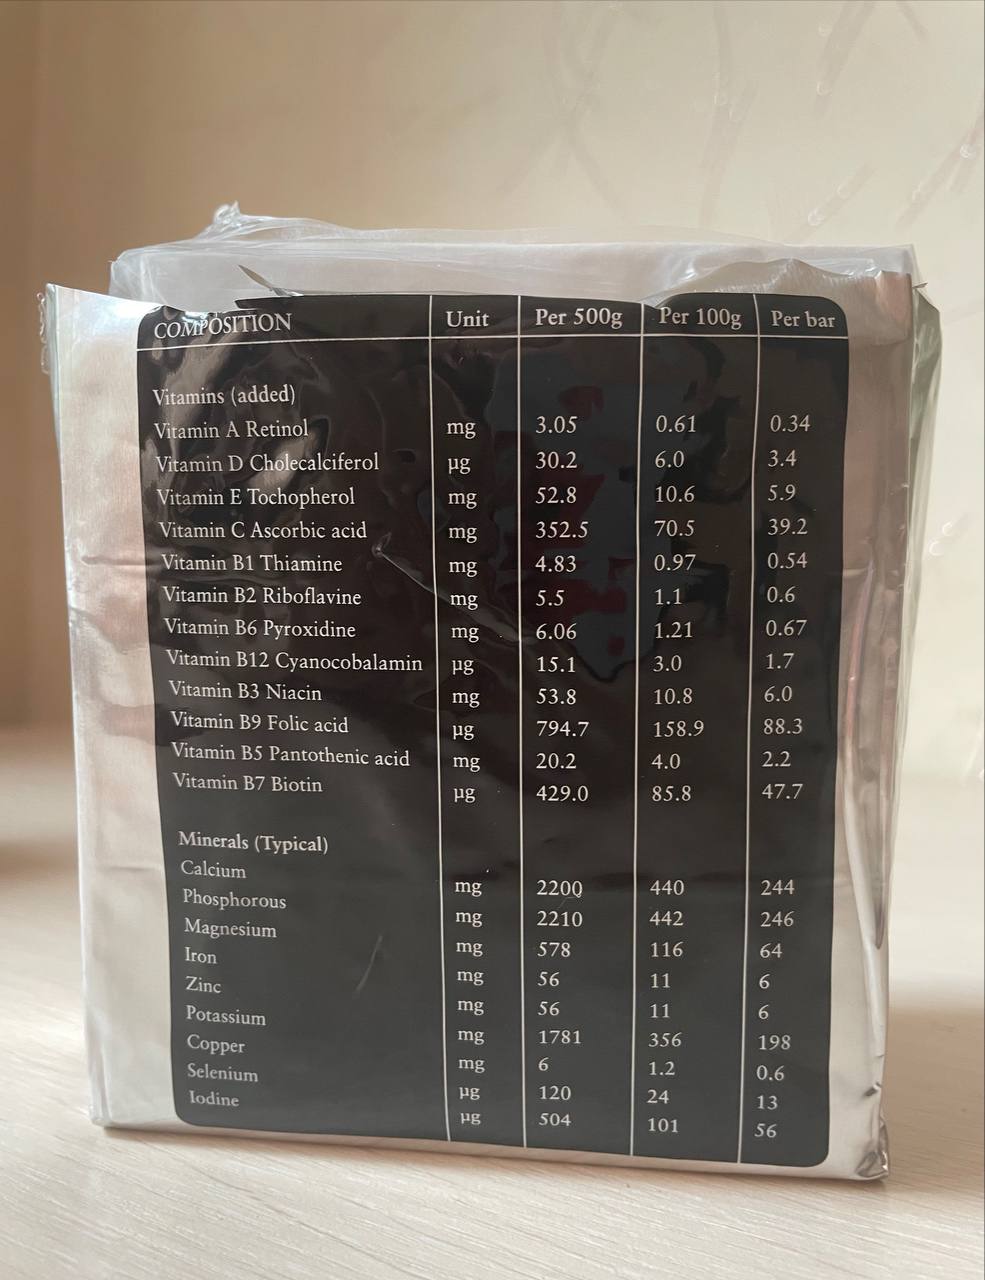 COMPOSITION Unit Per 500g Per 100g Per bar
Vitamins (added)
Vitamin A Retinol mg 3.05 0.61 0.34
Vitamin D Cholecalciferol µg 30.2 6.0 3.4
Vitamin E Tochopherol mg 52.8 10.6 5.9
Vitamin C Ascorbic acid mg 352.5 70.5 39.2
Vitamin B1 Thiamine mg 4.83 0.97 0.54
Vitamin B2 Riboflavine mg 5.5 1.1 0.6
Vitamin B6 Pyroxidine mg 6.06 1.21 0.67
Vitamin B12 Cyanocobalamin µg 15.1 3.0 1.7
Vitamin B3 Niacin mg 53.8 10.8 6.0
Vitamin B9 Folic acid µg 794.7 158.9 88.3
Vitamin B5 Pantothenic acid mg 20.2 4.0 2.2
Vitamin B7 Biotin µg 429.0 85.8 47.7
Minerals (Typical)
Calcium mg 2200 440 244
Phosphorous mg 2210 442 246
Magnesium mg 578 116 64
Iron mg 56 11 6
Zinc mg 56 11 6
Potassium mg 1781 356 198
Copper mg 6 1.2 0.6
Selenium µg 120 24 13
Iodine µg 504 101 56